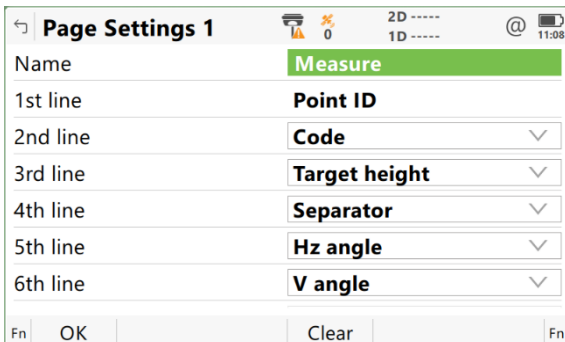 Page Settings 1 0 2D ----- 1D ----- @ 11:08
Name Measure
1st line Point ID
2nd line Code
3rd line Target height
4th line Separator
5th line Hz angle
6th line V angle
Fn OK Clear Fn